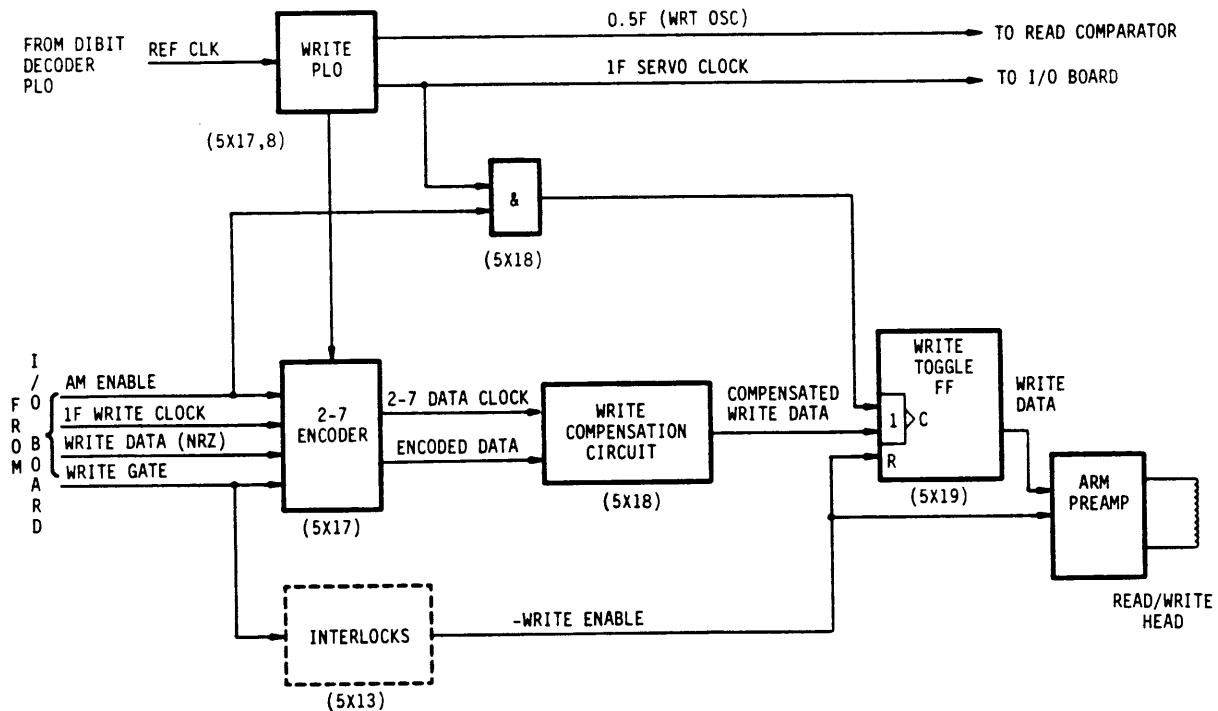 0.5F (WRT OSC)
TO READ COMPARATOR
FROM DIBIT
DECODER
PLO
REF CLK
WRITE
PLO
1F SERVO CLOCK
TO I/O BOARD
(5X17,8)
&
(5X18)
FROM
I/O BOARD
AM ENABLE
1F WRITE CLOCK
WRITE DATA (NRZ)
WRITE GATE
2-7
ENCODER
(5X17)
2-7 DATA CLOCK
ENCODED DATA
WRITE
COMPENSATION
CIRCUIT
(5X18)
COMPENSATED
WRITE DATA
WRITE
TOGGLE
FF
1
C
R
(5X19)
WRITE
DATA
ARM
PREAMP
READ/WRITE
HEAD
INTERLOCKS
(5X13)
-WRITE ENABLE